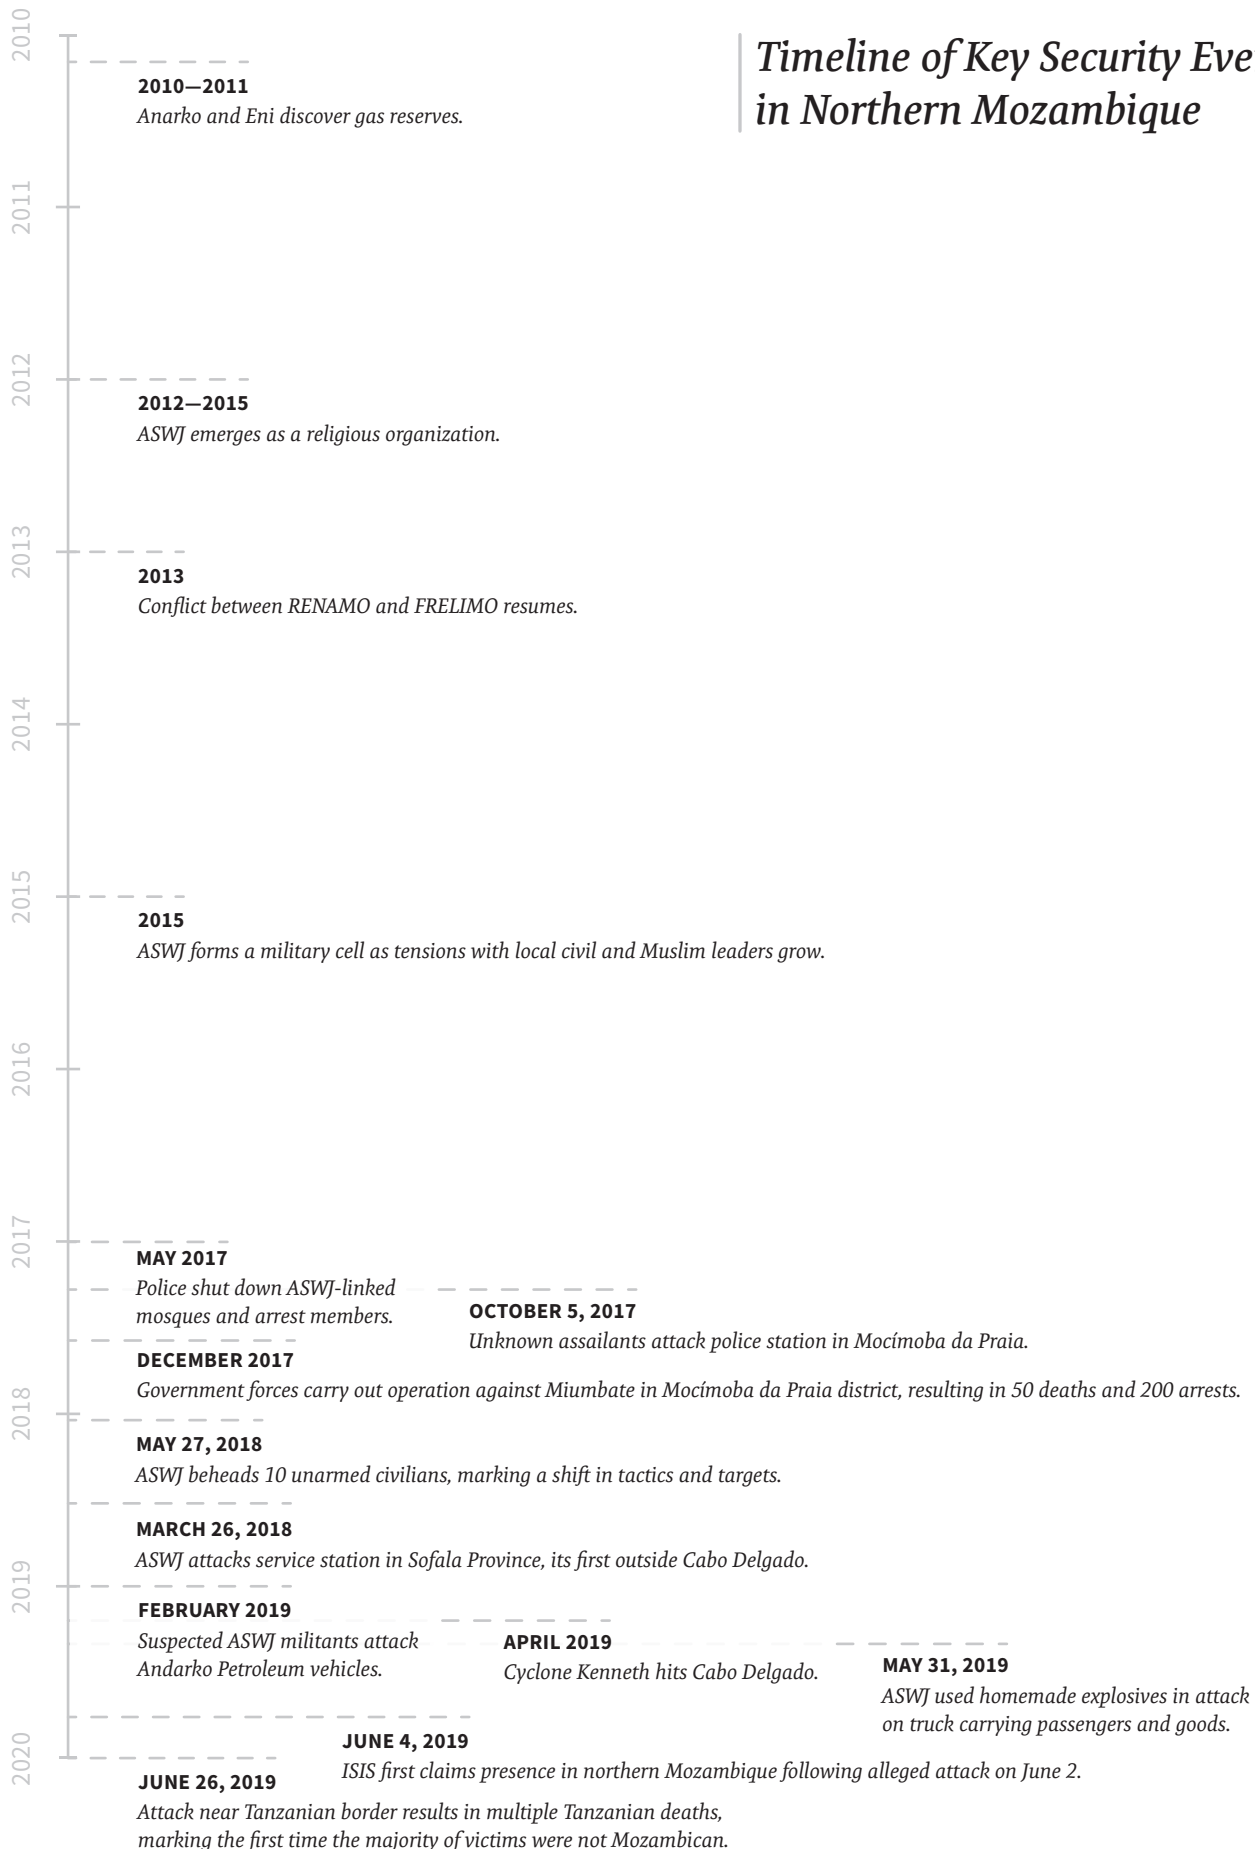 Timeline of Key Security Eve
in Northern Mozambique
2010
2010—2011
Anarko and Eni discover gas reserves.
2011
2012
2012—2015
ASWJ emerges as a religious organization.
2013
2013
Conflict between RENAMO and FRELIMO resumes.
2014
2015
2015
ASWJ forms a military cell as tensions with local civil and Muslim leaders grow.
2016
2017
MAY 2017
Police shut down ASWJ-linked
mosques and arrest members.
OCTOBER 5, 2017
Unknown assailants attack police station in Mocímoba da Praia.
DECEMBER 2017
Government forces carry out operation against Miumbate in Mocímoba da Praia district, resulting in 50 deaths and 200 arrests.
2018
MAY 27, 2018
ASWJ beheads 10 unarmed civilians, marking a shift in tactics and targets.
MARCH 26, 2018
ASWJ attacks service station in Sofala Province, its first outside Cabo Delgado.
2019
FEBRUARY 2019
Suspected ASWJ militants attack
Andarko Petroleum vehicles.
APRIL 2019
Cyclone Kenneth hits Cabo Delgado.
MAY 31, 2019
ASWJ used homemade explosives in attack
on truck carrying passengers and goods.
JUNE 4, 2019
ISIS first claims presence in northern Mozambique following alleged attack on June 2.
2020
JUNE 26, 2019
Attack near Tanzanian border results in multiple Tanzanian deaths,
marking the first time the majority of victims were not Mozambican.